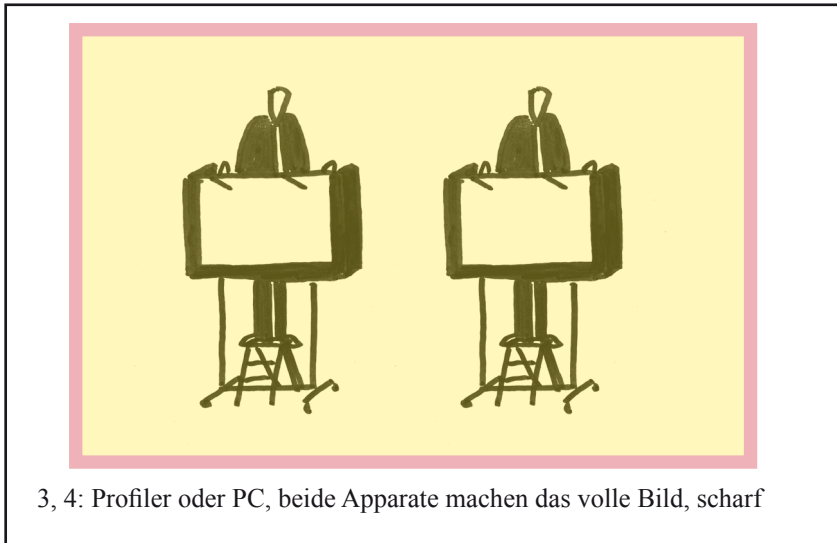 3, 4: Profiler oder PC, beide Apparate machen das volle Bild, scharf